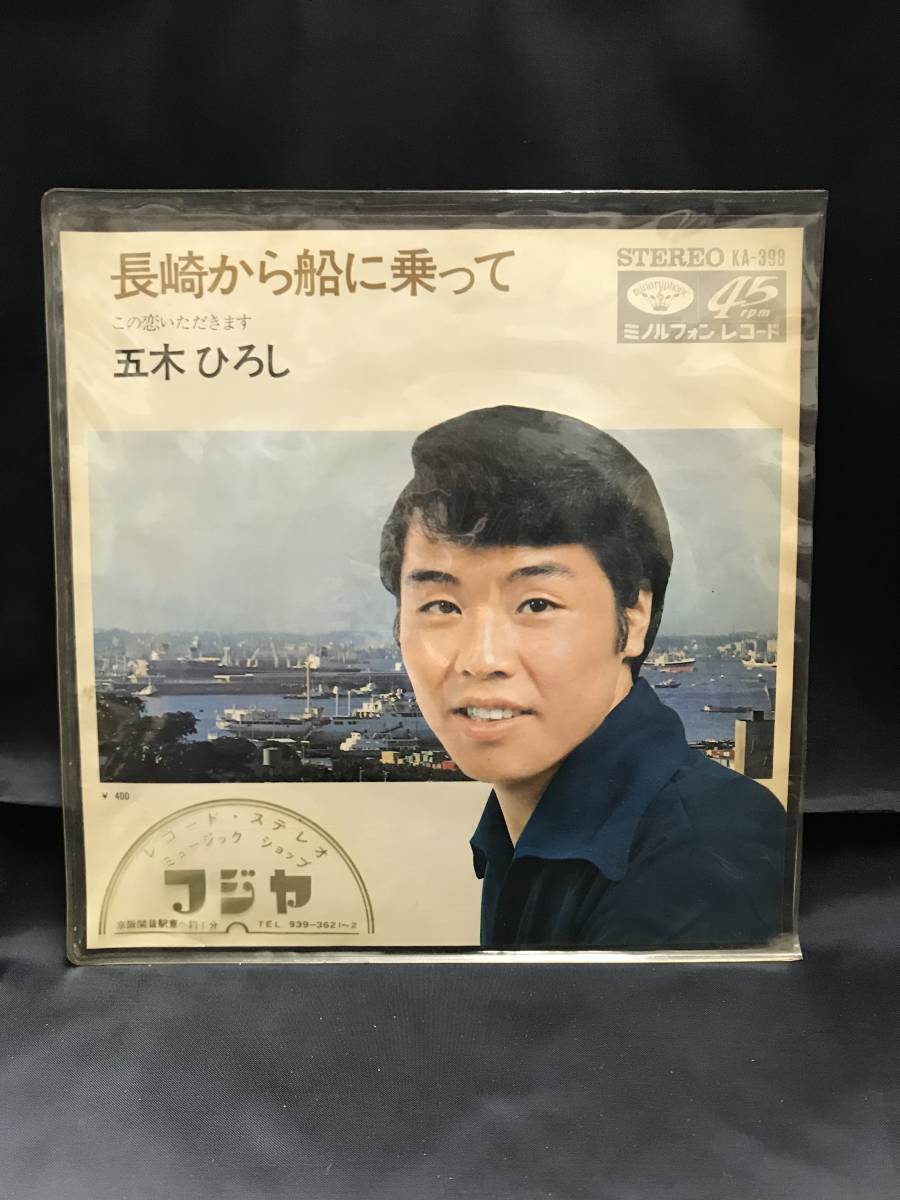 長崎から船に乗って
この恋いただきます
五木ひろし
STEREO KA-398
minoruphone
45
rpm
ミノルフォンレコード
¥ 400
レコード・ステレオ
ミュージック ショップ
フジヤ
TEL 939-3621~2